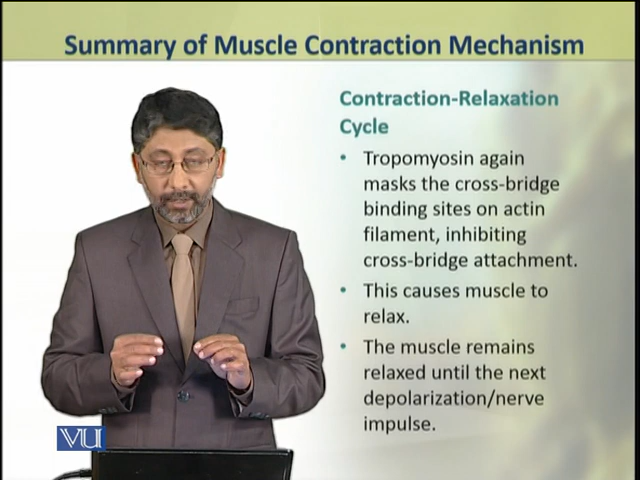 Summary of Muscle Contraction Mechanism
Contraction-Relaxation
Cycle
• Tropomyosin again
masks the cross-bridge
binding sites on actin
filament, inhibiting
cross-bridge attachment.
• This causes muscle to
relax.
• The muscle remains
relaxed until the next
depolarization/nerve
impulse.
VU